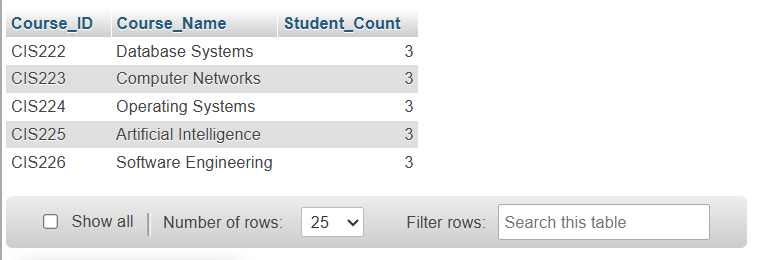 Course_ID Course_Name Student_Count
CIS222 Database Systems 3
CIS223 Computer Networks 3
CIS224 Operating Systems 3
CIS225 Artificial Intelligence 3
CIS226 Software Engineering 3
Show all Number of rows: 25 Filter rows: Search this table